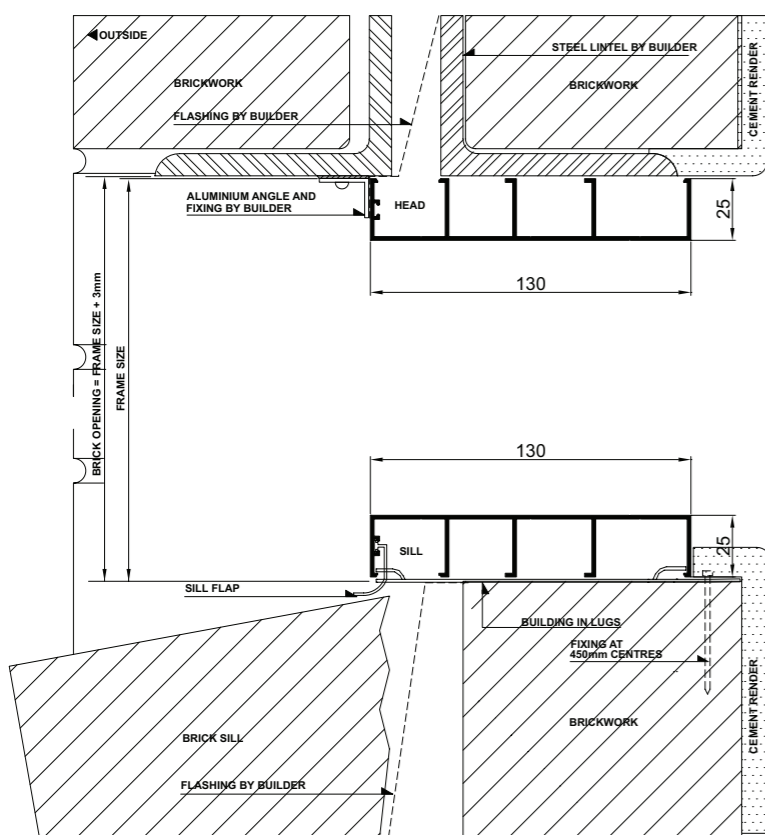 OUTSIDE
STEEL LINTEL BY BUILDER
BRICKWORK
BRICKWORK
CEMENT RENDER
FLASHING BY BUILDER
ALUMINIUM ANGLE AND
FIXING BY BUILDER
HEAD
25
130
BRICK OPENING = FRAME SIZE + 3mm
FRAME SIZE
130
SILL
25
SILL FLAP
BUILDING IN LUGS
FIXING AT
450mm CENTRES
CEMENT RENDER
BRICKWORK
BRICK SILL
FLASHING BY BUILDER